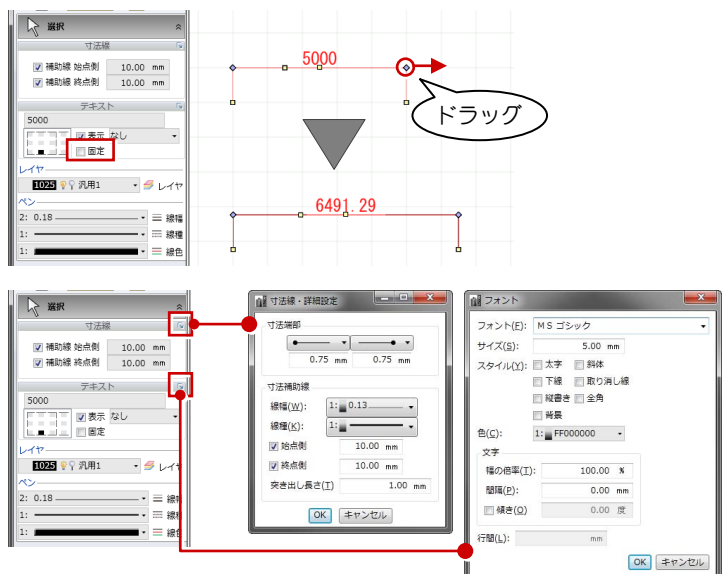 選択
寸法線
補助線 始点側 10.00 mm
補助線 終点側 10.00 mm
テキスト
5000
表示 なし
固定
レイヤ
1025 汎用1 レイヤ
ペン
2: 0.18 線幅
1: 線種
1: 線色
5000
ドラッグ
6491.29
選択
寸法線
補助線 始点側 10.00 mm
補助線 終点側 10.00 mm
テキスト
5000
表示 なし
固定
レイヤ
1025 汎用1 レイヤ
ペン
2: 0.18 線幅
1: 線種
1: 線色
寸法線・詳細設定
寸法端部
0.75 mm 0.75 mm
寸法補助線
線幅(W): 1: 0.13
線種(K): 1:
始点側 10.00 mm
終点側 10.00 mm
突き出し長さ(T) 1.00 mm
OK キャンセル
フォント
フォント(F): MS ゴシック
サイズ(S): 5.00 mm
スタイル(Y): 太字 斜体
下線 取り消し線
縦書き 全角
背景
色(C): 1: FF000000
文字
幅の倍率(T): 100.00 %
間隔(P): 0.00 mm
傾き(O) 0.00 度
行間(L): mm
OK キャンセル